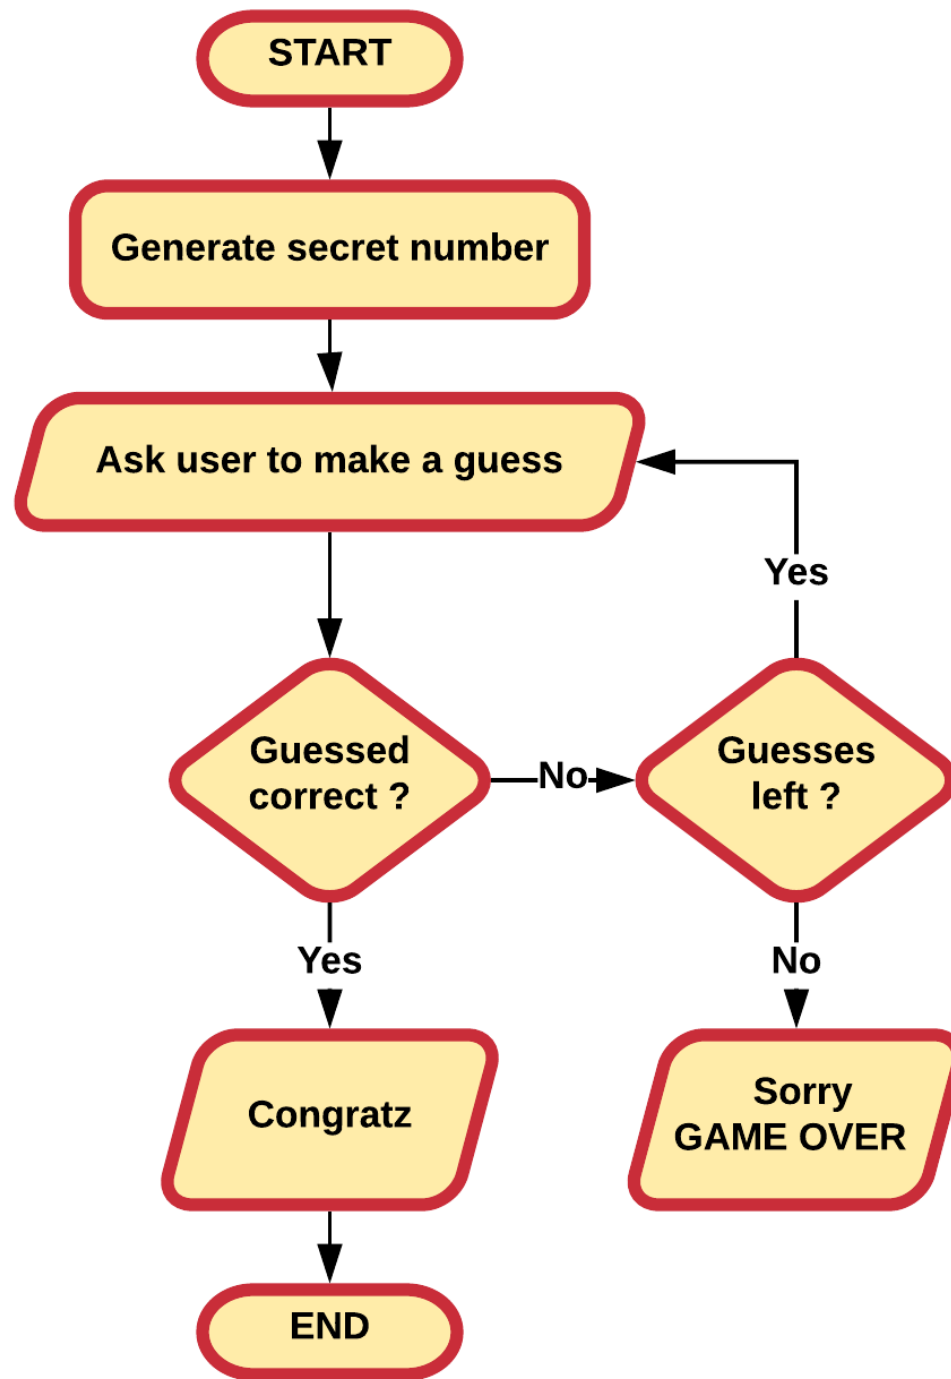 START
Generate secret number
Ask user to make a guess
Yes
Guessed
correct ?
No
Guesses
left ?
Yes
No
Congratz
Sorry
GAME OVER
END